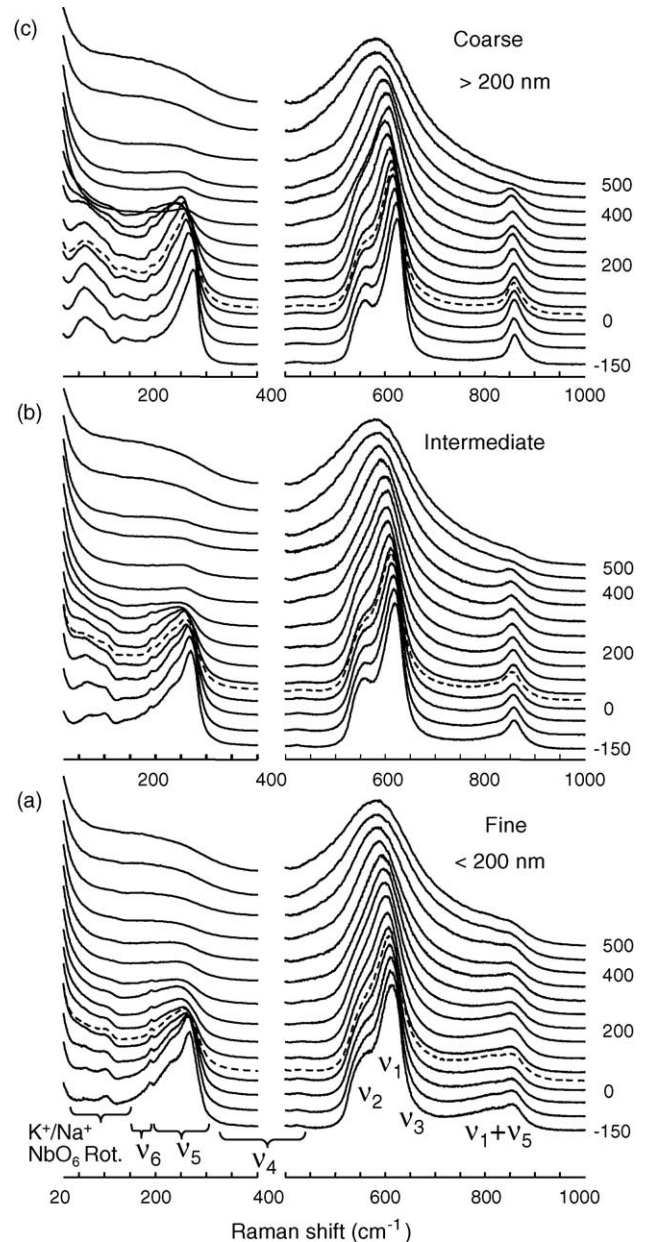 (c)
Coarse
> 200 nm
500
400
200
0
-150
200
400
600
800
1000
(b)
Intermediate
500
400
200
0
-150
200
400
600
800
1000
(a)
Fine
< 200 nm
500
400
200
0
-150
K⁺/Na⁺
NbO₆ Rot.
ν₆
ν₅
ν₄
ν₂
ν₁
ν₃
ν₁+ν₅
20
200
400
600
800
1000
Raman shift (cm⁻¹)